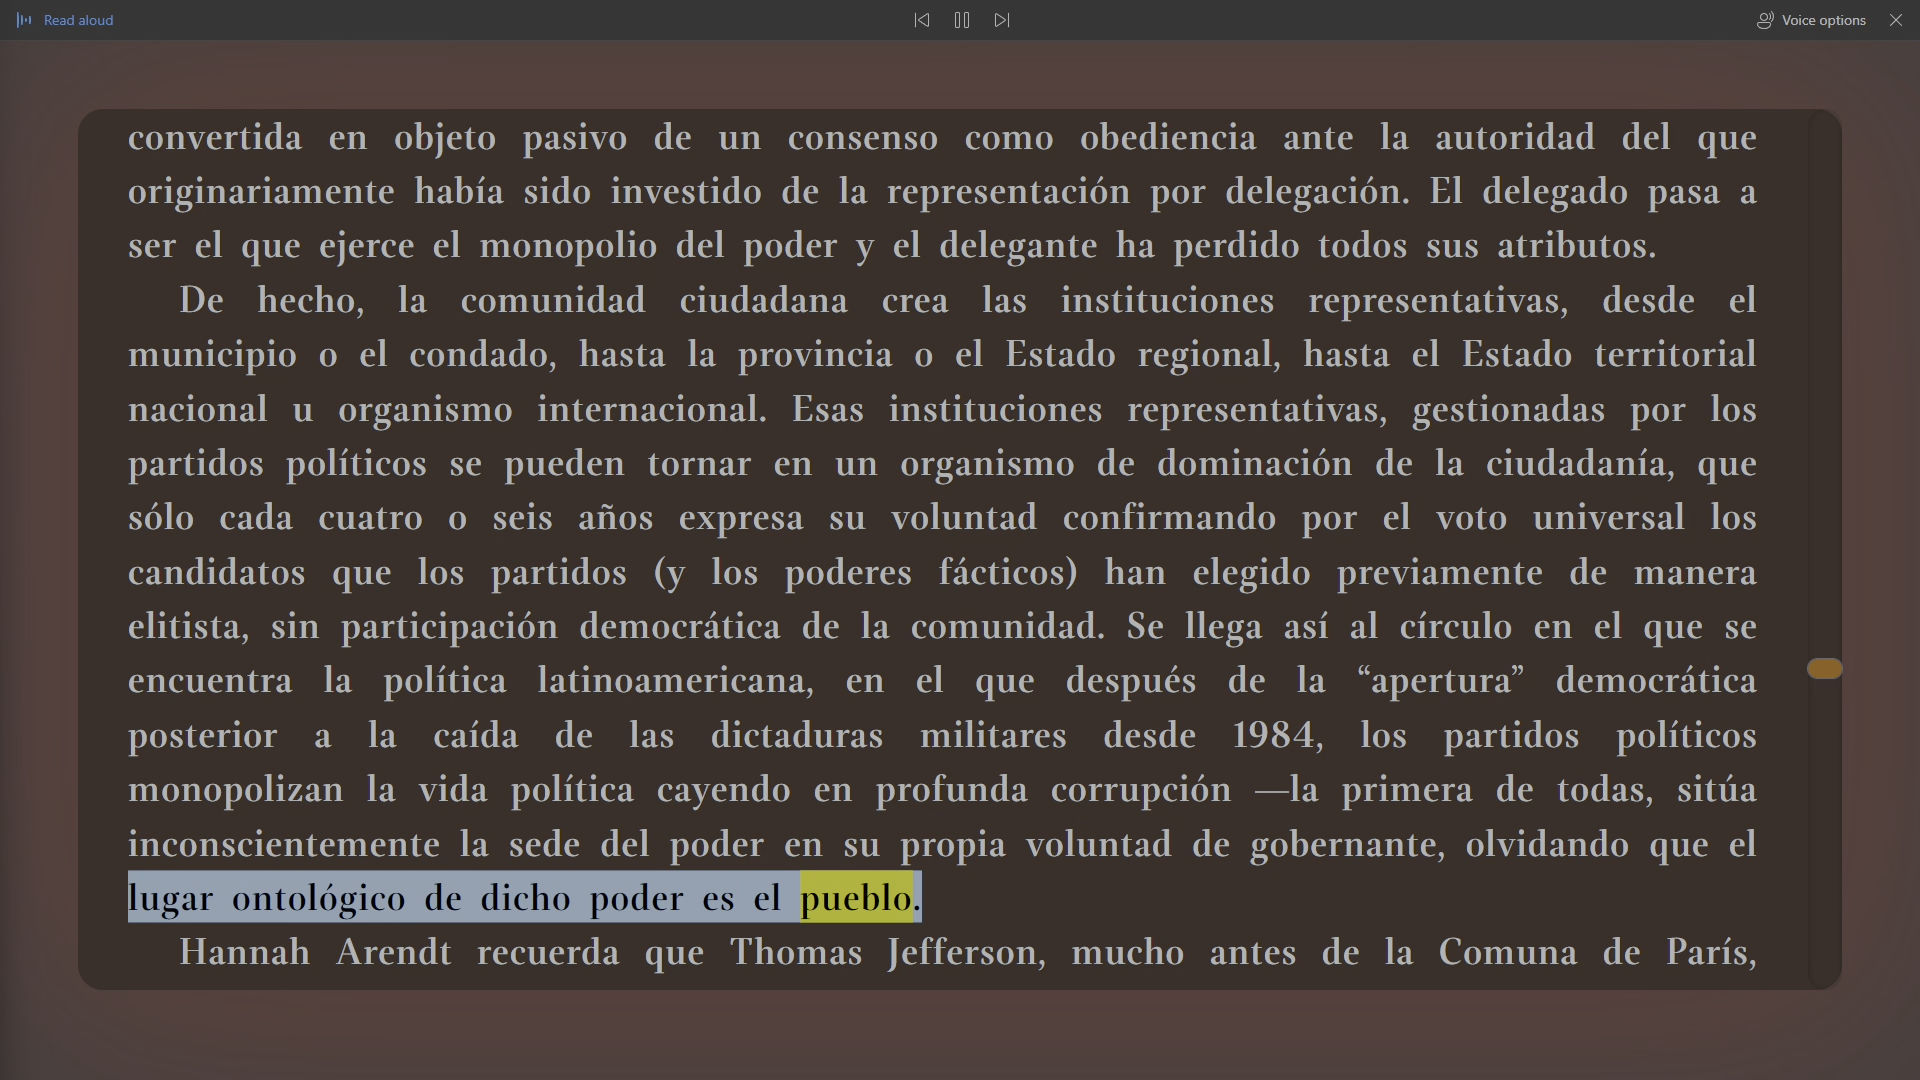 Read aloud
Voice options
convertida en objeto pasivo de un consenso como obediencia ante la autoridad del que
originariamente había sido investido de la representación por delegación. El delegado pasa a
ser el que ejerce el monopolio del poder y el delegante ha perdido todos sus atributos.
De hecho, la comunidad ciudadana crea las instituciones representativas, desde el
municipio o el condado, hasta la provincia o el Estado regional, hasta el Estado territorial
nacional u organismo internacional. Esas instituciones representativas, gestionadas por los
partidos políticos se pueden tornar en un organismo de dominación de la ciudadanía, que
sólo cada cuatro o seis años expresa su voluntad confirmando por el voto universal los
candidatos que los partidos (y los poderes fácticos) han elegido previamente de manera
elitista, sin participación democrática de la comunidad. Se llega así al círculo en el que se
encuentra la política latinoamericana, en el que después de la “apertura” democrática
posterior a la caída de las dictaduras militares desde 1984, los partidos políticos
monopolizan la vida política cayendo en profunda corrupción —la primera de todas, sitúa
inconscientemente la sede del poder en su propia voluntad de gobernante, olvidando que el
lugar ontológico de dicho poder es el pueblo.
Hannah Arendt recuerda que Thomas Jefferson, mucho antes de la Comuna de París,